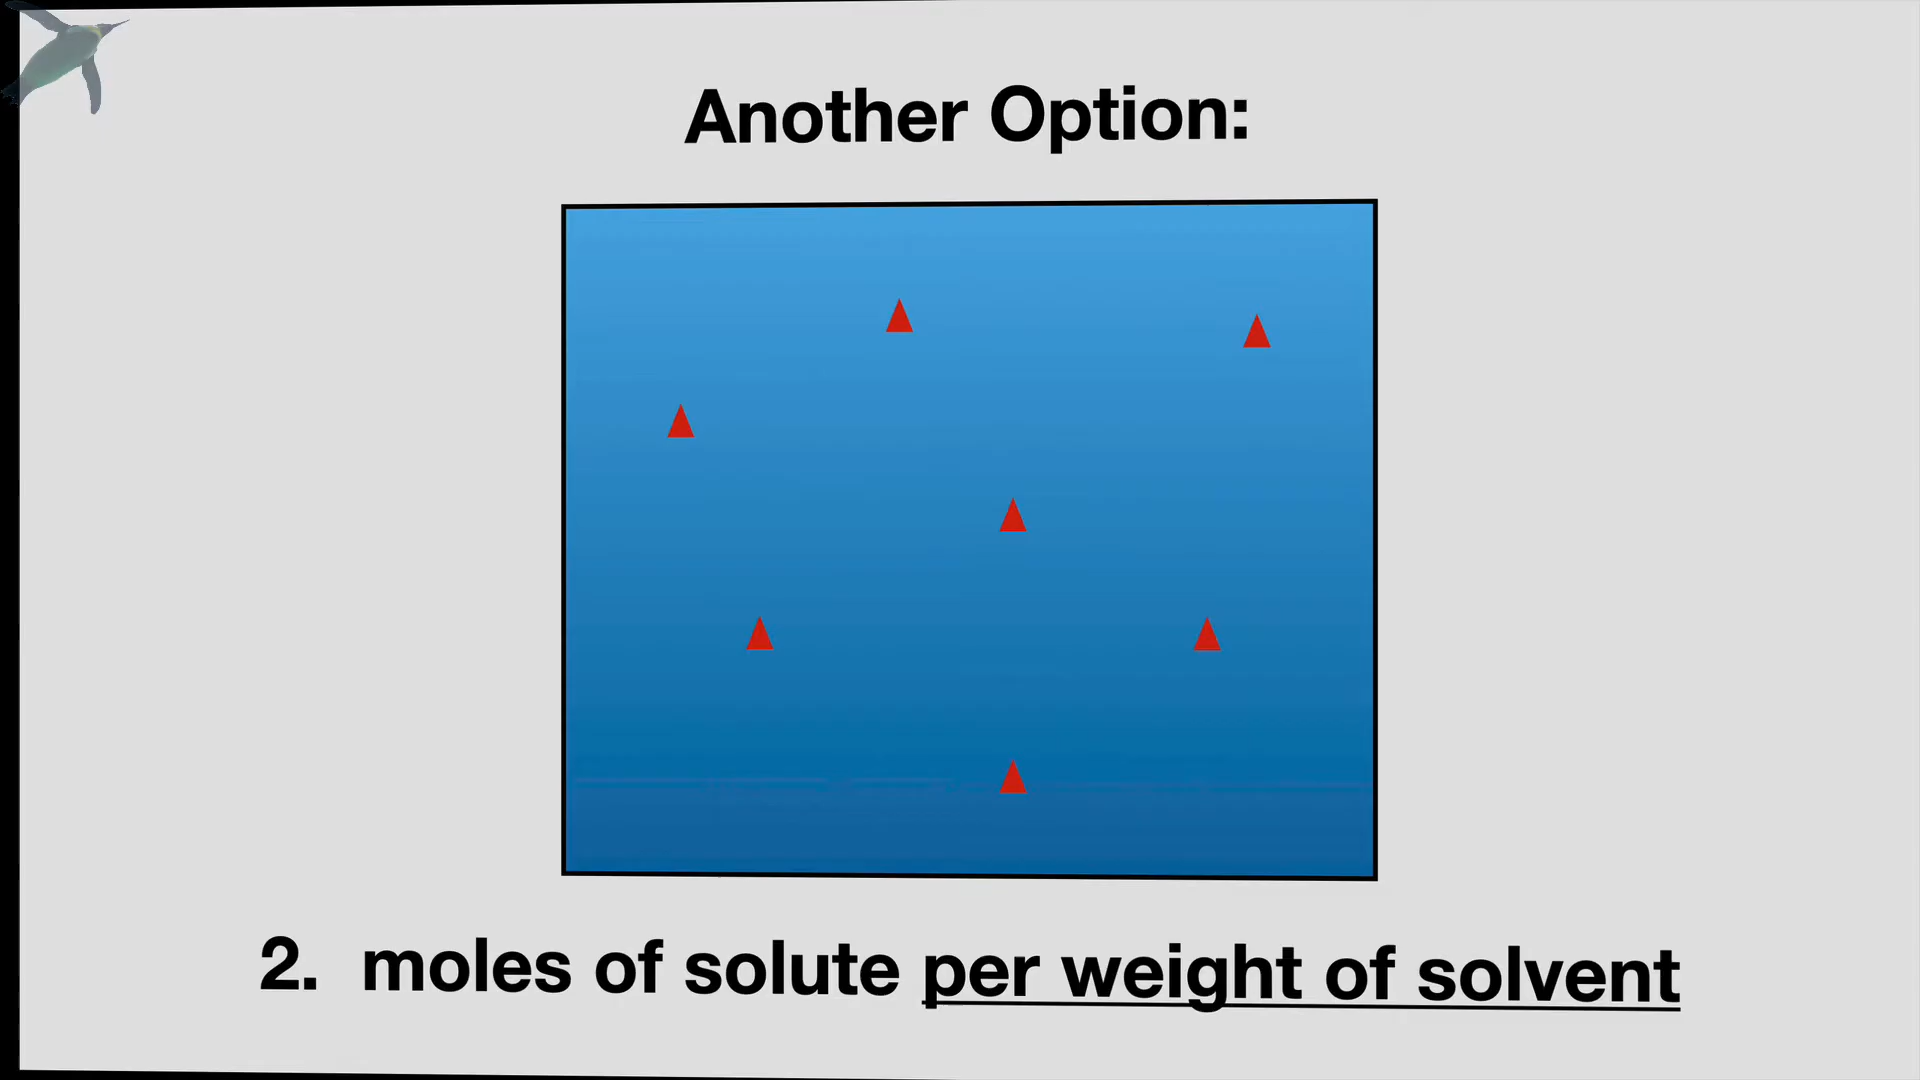 Another Option:
2. moles of solute per weight of solvent